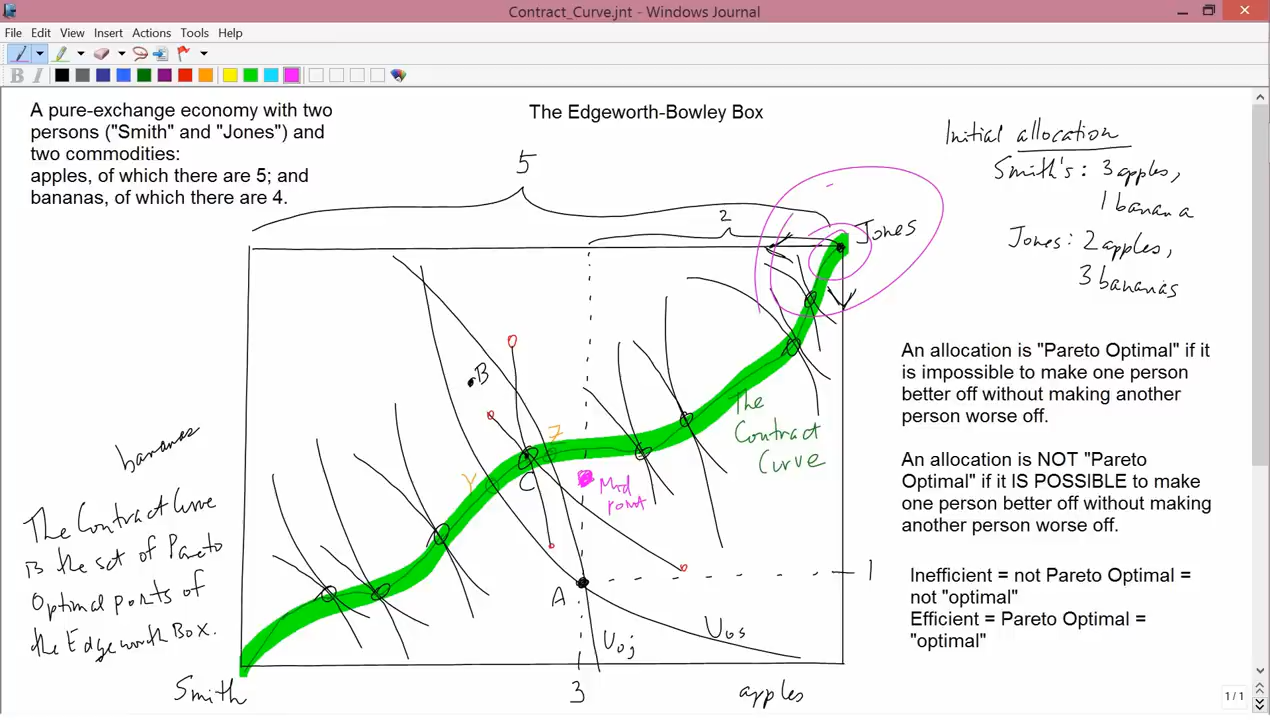 Contract_Curve.jnt - Windows Journal
File Edit View Insert Actions Tools Help
B I
A pure-exchange economy with two
persons ("Smith" and "Jones") and
two commodities:
apples, of which there are 5; and
bananas, of which there are 4.
The Edgeworth-Bowley Box
Initial allocation
Smith's: 3 apples,
1 banana
Jones: 2 apples,
3 bananas
5
2
Jones
An allocation is "Pareto Optimal" if it
is impossible to make one person
better off without making another
person worse off.
An allocation is NOT "Pareto
Optimal" if it IS POSSIBLE to make
one person better off without making
another person worse off.
Inefficient = not Pareto Optimal =
not "optimal"
Efficient = Pareto Optimal =
"optimal"
B
The
Contract
Curve
bananas
Z
Y
C
Mid
point
The Contract Curve
is the set of Pareto
Optimal points of
the Edgeworth Box.
A
1
Uoj
Uos
Smith
3
apples
1 / 1